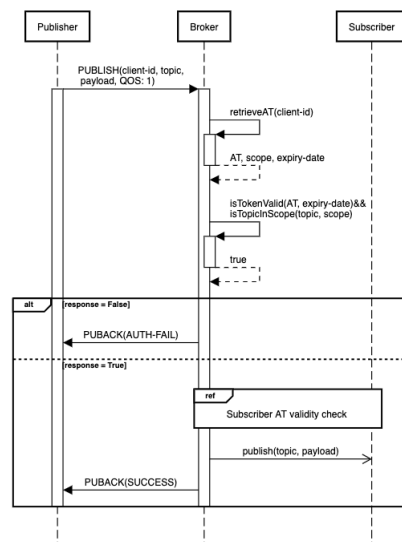 Publisher
Broker
Subscriber
PUBLISH(client-id, topic,
payload, QOS: 1)
retrieveAT(client-id)
AT, scope, expiry-date
isTokenValid(AT, expiry-date)&&
isTopicInScope(topic, scope)
true
alt
[response = False]
PUBACK(AUTH-FAIL)
[response = True]
ref
Subscriber AT validity check
publish(topic, payload)
PUBACK(SUCCESS)